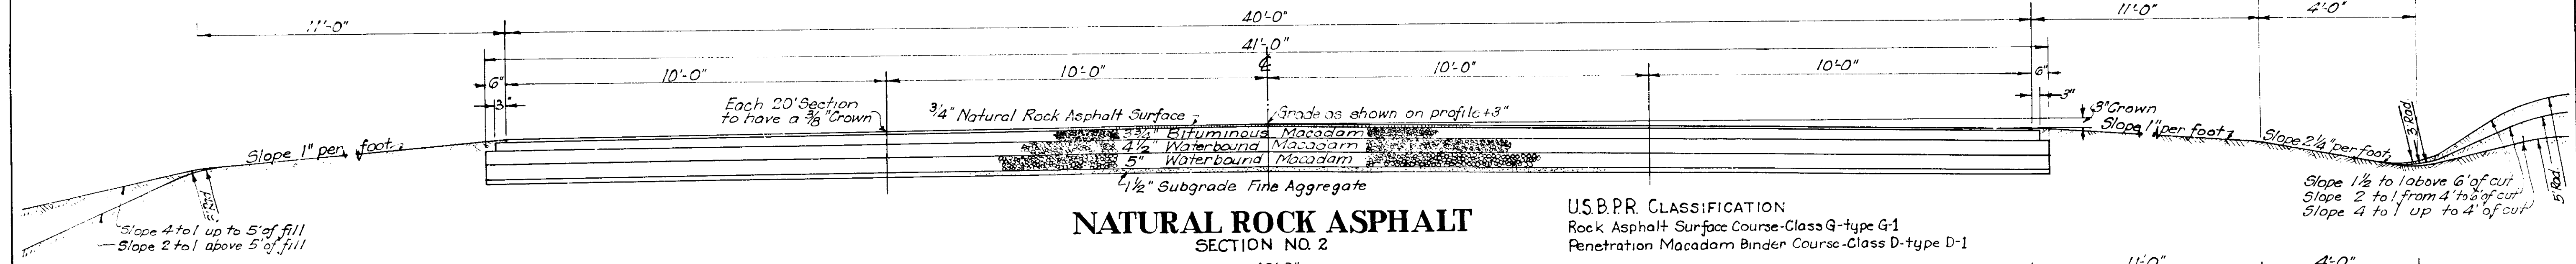 11'-0"
40'-0"
11'-0"
4'-0"
41'-0"
℄
6"
10'-0"
10'-0"
10'-0"
10'-0"
6"
3"
3"
Each 20' Section
to have a 3/8" Crown
3/4" Natural Rock Asphalt Surface
Grade as shown on profile +3"
3" Crown
Slope 1" per foot
3 3/4" Bituminous Macadam
4 1/2" Waterbound Macadam
5" Waterbound Macadam
1 1/2" Subgrade Fine Aggregate
Slope 1" per foot
Slope 2 1/4" per foot
3' Rad
5' Rad
5' Rad
Slope 4 to 1 up to 5' of fill
Slope 2 to 1 above 5' of fill
Slope 1 1/2 to 1 above 6' of cut
Slope 2 to 1 from 4' to 6' of cut
Slope 4 to 1 up to 4' of cut
NATURAL ROCK ASPHALT
SECTION NO. 2
U.S.B.P.R. CLASSIFICATION
Rock Asphalt Surface Course-Class G-type G-1
Penetration Macadam Binder Course-Class D-type D-1
11'-0"
4'-0"